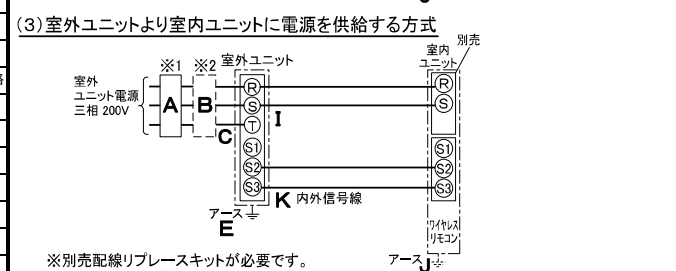 (3)室外ユニットより室内ユニットに電源を供給する方式
別売
室内
ユニット
※1 ※2 室外ユニット
室外
ユニット電源
三相 200V
A B C I
R S T S1 S2 S3
R S S1 S2 S3
K 内外信号線
アース
E
ワイヤレス
リモコン
アース J
※別売配線リプレースキットが必要です。